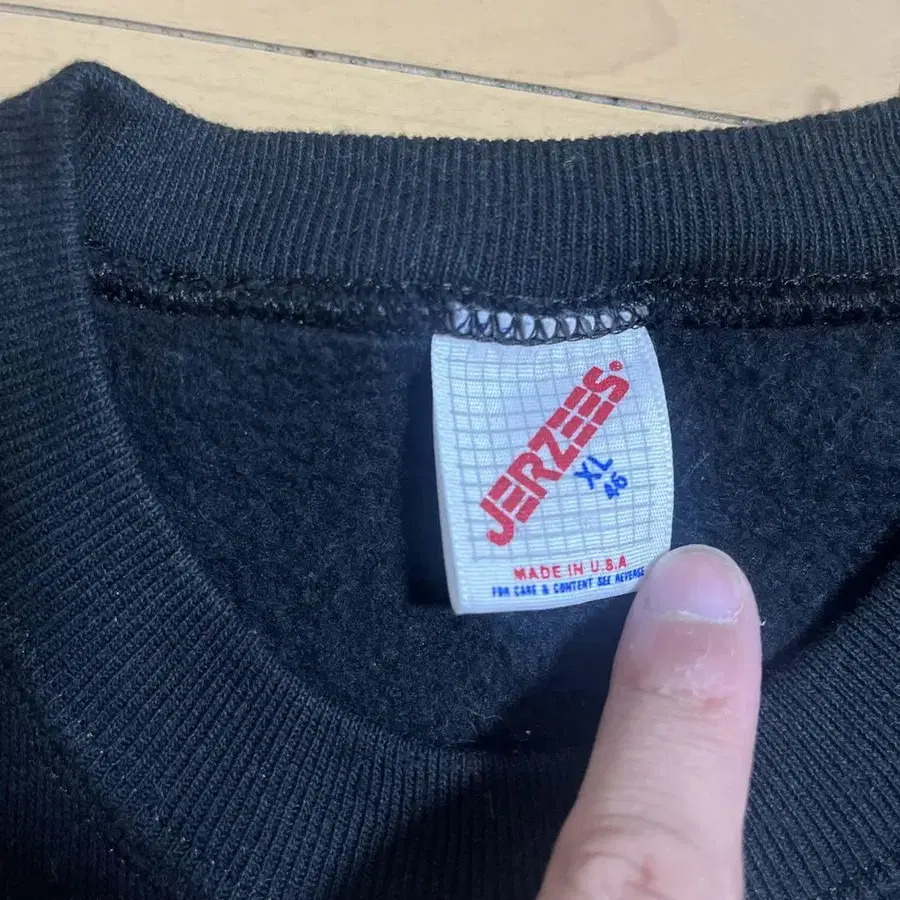 JERZEES®
XL
46
MADE IN U.S.A
FOR CARE & CONTENT SEE REVERSE